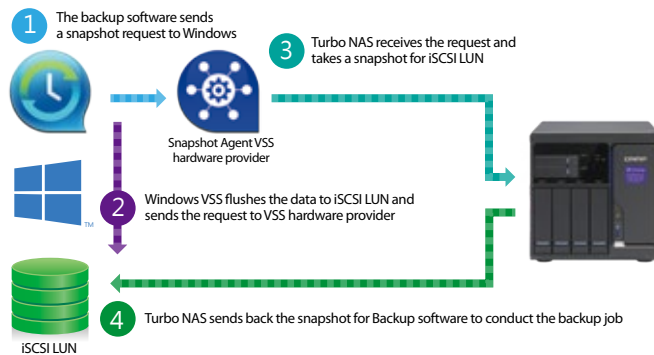 1
The backup software sends
a snapshot request to Windows
3
Turbo NAS receives the request and
takes a snapshot for iSCSI LUN
Snapshot Agent VSS
hardware provider
QNAP
TM
2
Windows VSS flushes the data to iSCSI LUN and
sends the request to VSS hardware provider
4
Turbo NAS sends back the snapshot for Backup software to conduct the backup job
iSCSI LUN